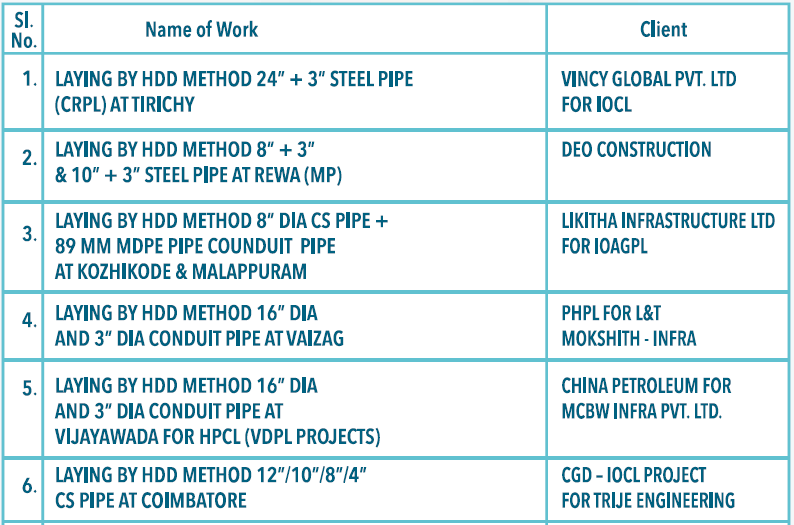 Sl. No. Name of Work Client
1. LAYING BY HDD METHOD 24" + 3" STEEL PIPE VINCY GLOBAL PVT. LTD
(CRPL) AT TIRICHY FOR IOCL
2. LAYING BY HDD METHOD 8" + 3" DEO CONSTRUCTION
& 10" + 3" STEEL PIPE AT REWA (MP)
3. LAYING BY HDD METHOD 8" DIA CS PIPE + LIKITHA INFRASTRUCTURE LTD
89 MM MDPE PIPE COUNDUIT PIPE FOR IOAGPL
AT KOZHIKODE & MALAPPURAM
4. LAYING BY HDD METHOD 16" DIA PHPL FOR L&T
AND 3" DIA CONDUIT PIPE AT VAIZAG MOKSHITH - INFRA
5. LAYING BY HDD METHOD 16" DIA CHINA PETROLEUM FOR
AND 3" DIA CONDUIT PIPE AT MCBW INFRA PVT. LTD.
VIJAYAWADA FOR HPCL (VDPL PROJECTS)
6. LAYING BY HDD METHOD 12"/10"/8"/4" CGD – IOCL PROJECT
CS PIPE AT COIMBATORE FOR TRIJE ENGINEERING